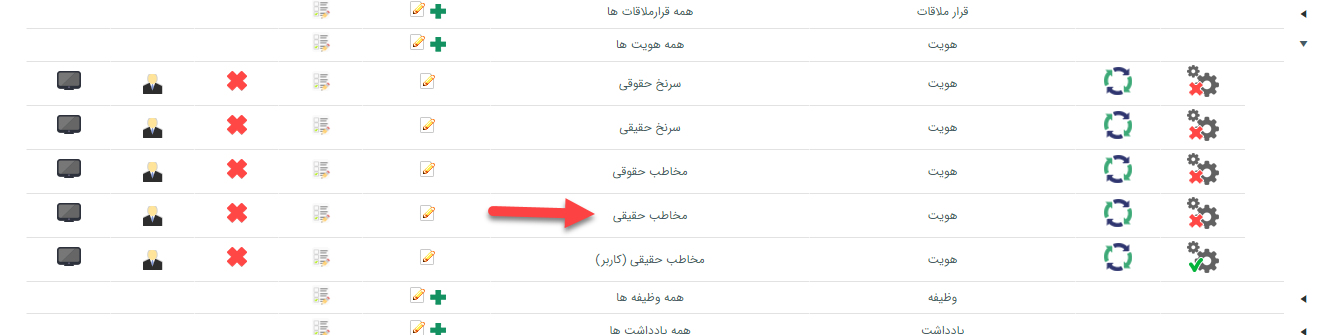 قرار ملاقات همه قرارملاقات ها
هویت همه هویت ها
هویت سرنخ حقوقی
هویت سرنخ حقیقی
هویت مخاطب حقوقی
هویت مخاطب حقیقی
هویت مخاطب حقیقی (کاربر)
وظیفه همه وظیفه ها
یادداشت همه یادداشت ها